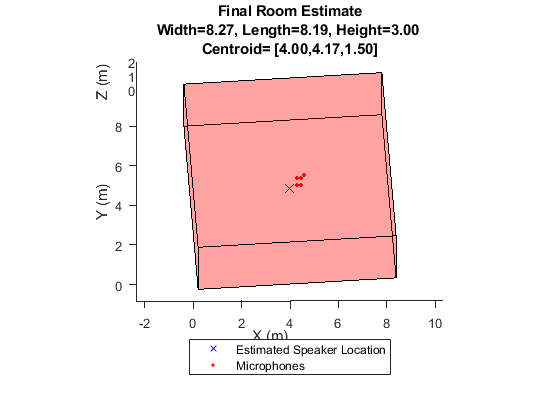 Final Room Estimate
Width=8.27, Length=8.19, Height=3.00
Centroid= [4.00,4.17,1.50]
Z (m)
2
1
0
Y (m)
8
6
4
2
0
-2 0 2 4 6 8 10
X (m)
Estimated Speaker Location
Microphones